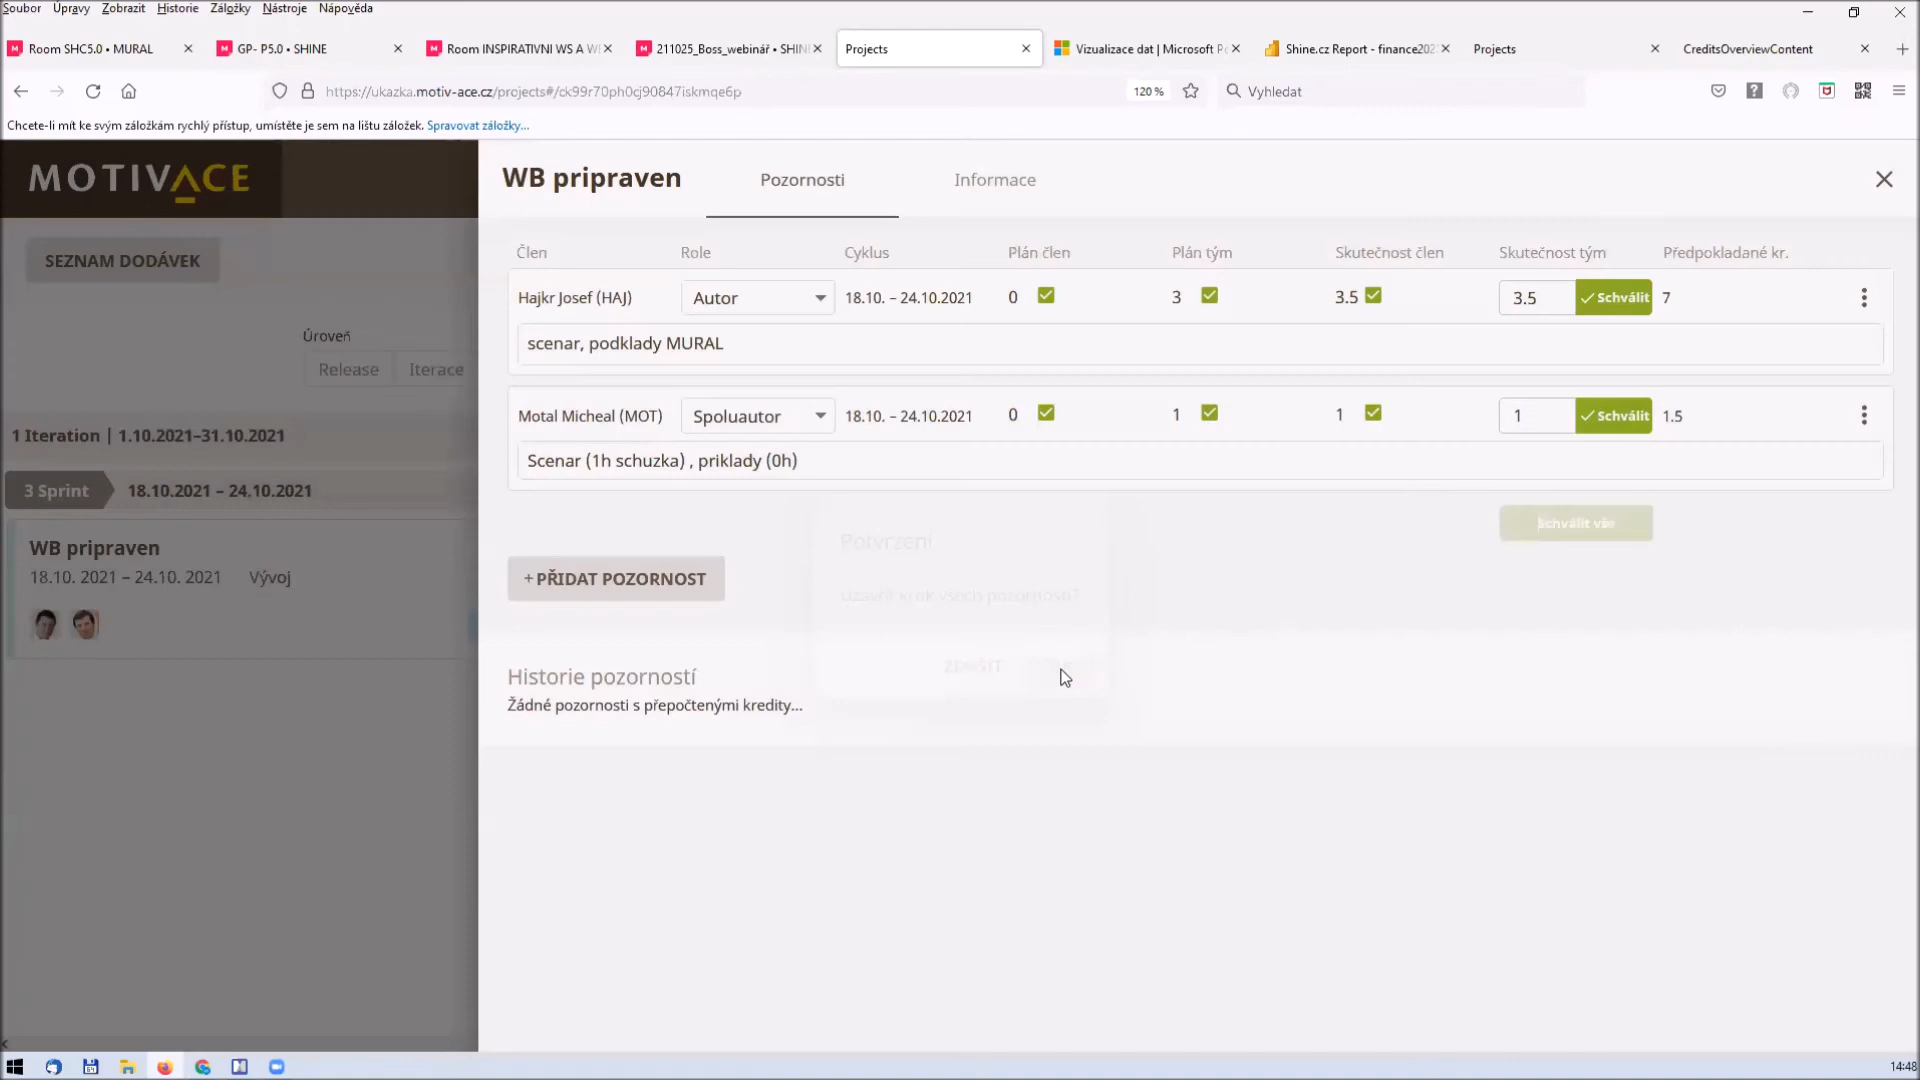 Soubor Úpravy Zobrazit Historie Záložky Nástroje Nápověda
Room SHC5.0 • MURAL
GP- P5.0 • SHINE
Room INSPIRATIVNI WS A W
211025_Boss_webinář • SHIN
Projects
Vizualizace dat | Microsoft Po
Shine.cz Report - finance202
Projects
CreditsOverviewContent
https://ukazka.motiv-ace.cz/projects#/ck99r70ph0cj90847iskmqe6p
120 %
Vyhledat
Chcete-li mít ke svým záložkám rychlý přístup, umístěte je sem na lištu záložek. Spravovat záložky...
MOTIVACE
WB pripraven
Pozornosti
Informace
SEZNAM DODÁVEK
Člen Role Cyklus Plán člen Plán tým Skutečnost člen Skutečnost tým Předpokládané kr.
Hajkr Josef (HAJ) Autor 18.10. – 24.10.2021 0 3 3.5 3.5 Schválit 7
scenar, podklady MURAL
Motal Micheal (MOT) Spoluautor 18.10. – 24.10.2021 0 1 1 1 Schválit 1.5
Scenar (1h schuzka) , priklady (0h)
Schválit vše
Úroveň
Release Iterace
1 Iteration | 1.10.2021–31.10.2021
3 Sprint 18.10.2021 – 24.10.2021
WB pripraven
18.10. 2021 – 24.10. 2021 Vývoj
Potvrzení
+PŘIDAT POZORNOST
Uzavřít krok všech pozorností?
ZRUŠIT
Historie pozorností
Žádné pozornosti s přepočtenými kredity...
14:48